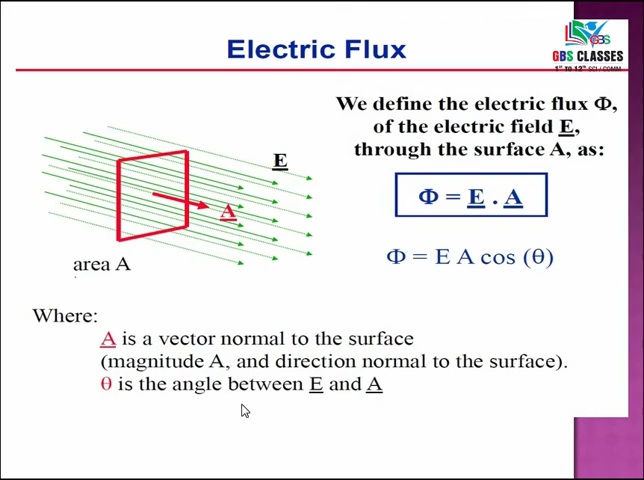 Electric Flux
GBS
GBS CLASSES
We define the electric flux Φ,
of the electric field E,
through the surface A, as:
E
A
area A
Φ = E . A
Φ = E A cos (θ)
Where:
A is a vector normal to the surface
(magnitude A, and direction normal to the surface).
θ is the angle between E and A